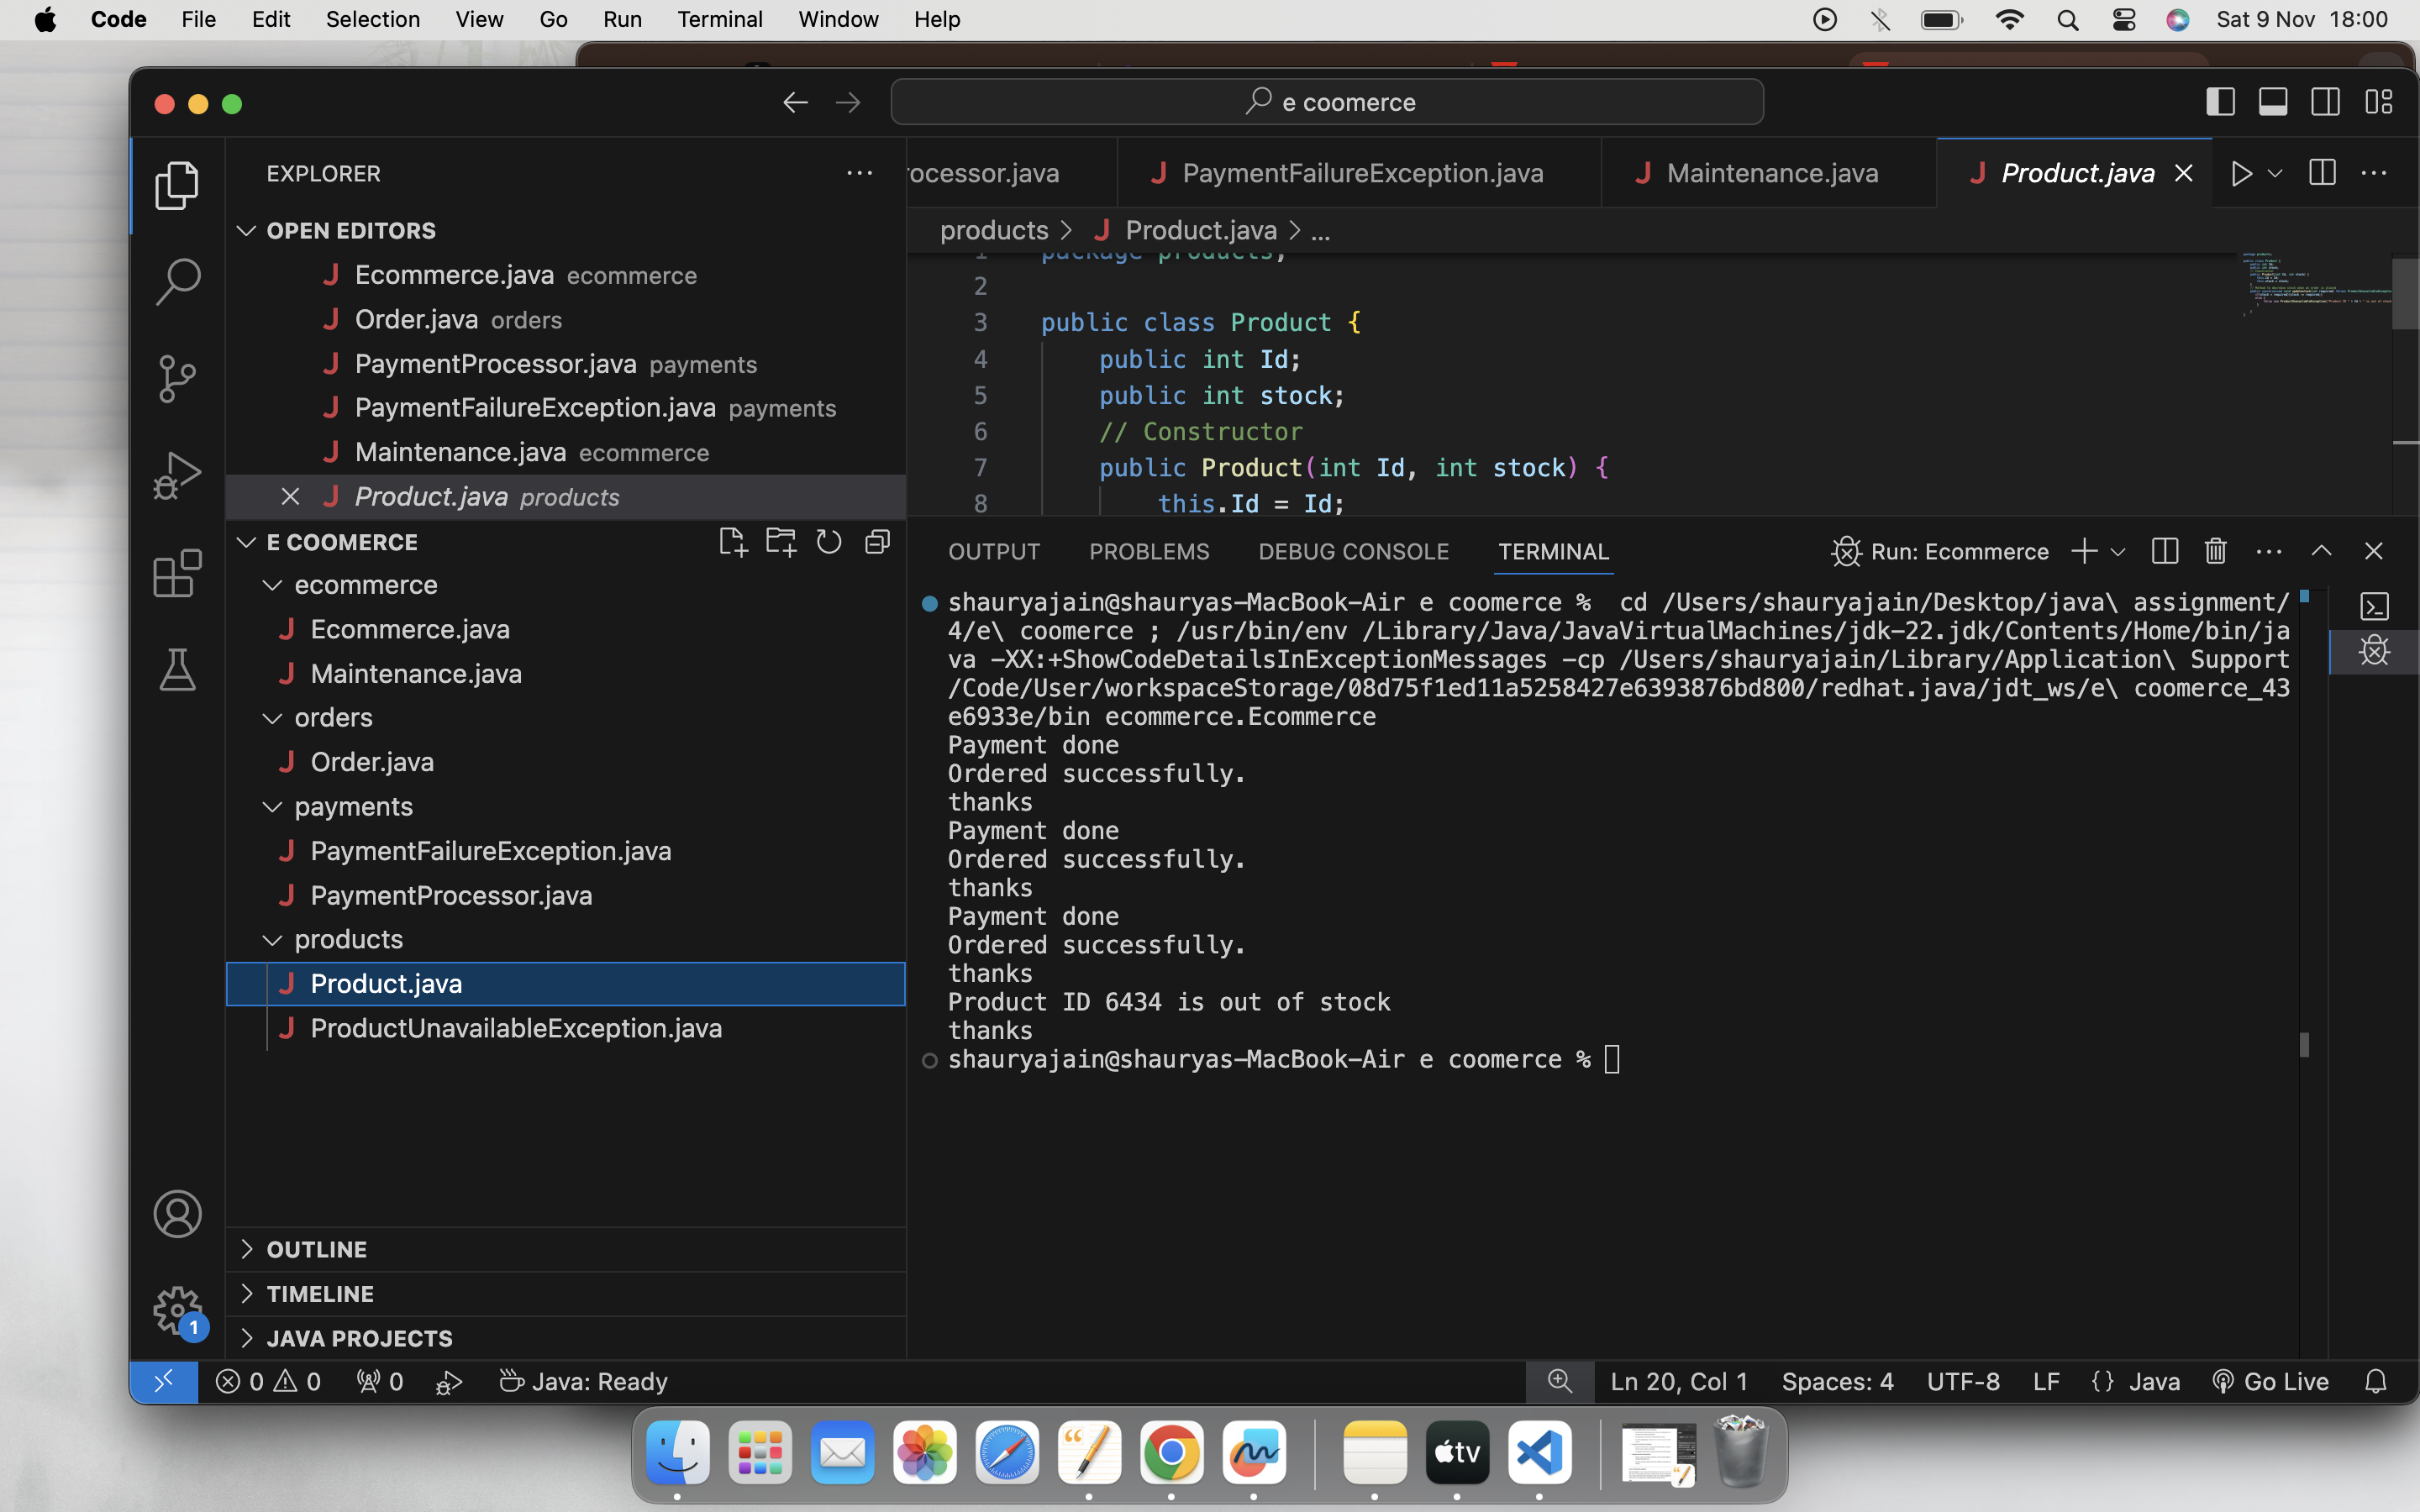 Code File Edit Selection View Go Run Terminal Window Help Sat 9 Nov 18:00
e coomerce
EXPLORER
OPEN EDITORS
Ecommerce.java ecommerce
Order.java orders
PaymentProcessor.java payments
PaymentFailureException.java payments
Maintenance.java ecommerce
Product.java products
E COOMERCE
ecommerce
Ecommerce.java
Maintenance.java
orders
Order.java
payments
PaymentFailureException.java
PaymentProcessor.java
products
Product.java
ProductUnavailableException.java
OUTLINE
TIMELINE
JAVA PROJECTS
ocessor.java PaymentFailureException.java Maintenance.java Product.java
products > Product.java > ...
1 package products;
2
3 public class Product {
4 public int Id;
5 public int stock;
6 // Constructor
7 public Product(int Id, int stock) {
8 this.Id = Id;
OUTPUT PROBLEMS DEBUG CONSOLE TERMINAL Run: Ecommerce
shauryajain@shauryas-MacBook-Air e coomerce % cd /Users/shauryajain/Desktop/java\ assignment/
4/e\ coomerce ; /usr/bin/env /Library/Java/JavaVirtualMachines/jdk-22.jdk/Contents/Home/bin/ja
va -XX:+ShowCodeDetailsInExceptionMessages -cp /Users/shauryajain/Library/Application\ Support
/Code/User/workspaceStorage/08d75f1ed11a5258427e6393876bd800/redhat.java/jdt_ws/e\ coomerce_43
e6933e/bin ecommerce.Ecommerce
Payment done
Ordered successfully.
thanks
Payment done
Ordered successfully.
thanks
Payment done
Ordered successfully.
thanks
Product ID 6434 is out of stock
thanks
shauryajain@shauryas-MacBook-Air e coomerce %
1
0 0 0 Java: Ready Ln 20, Col 1 Spaces: 4 UTF-8 LF {} Java Go Live
tv